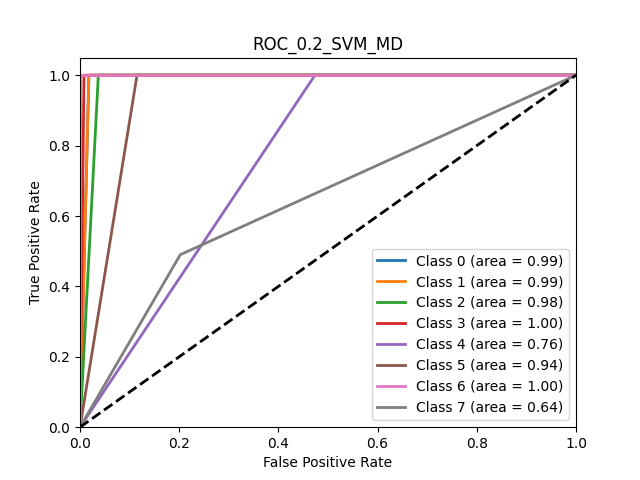 ROC_0.2_SVM_MD
True Positive Rate
1.0
0.8
0.6
0.4
0.2
0.0
Class 0 (area = 0.99)
Class 1 (area = 0.99)
Class 2 (area = 0.98)
Class 3 (area = 1.00)
Class 4 (area = 0.76)
Class 5 (area = 0.94)
Class 6 (area = 1.00)
Class 7 (area = 0.64)
0.0 0.2 0.4 0.6 0.8 1.0
False Positive Rate